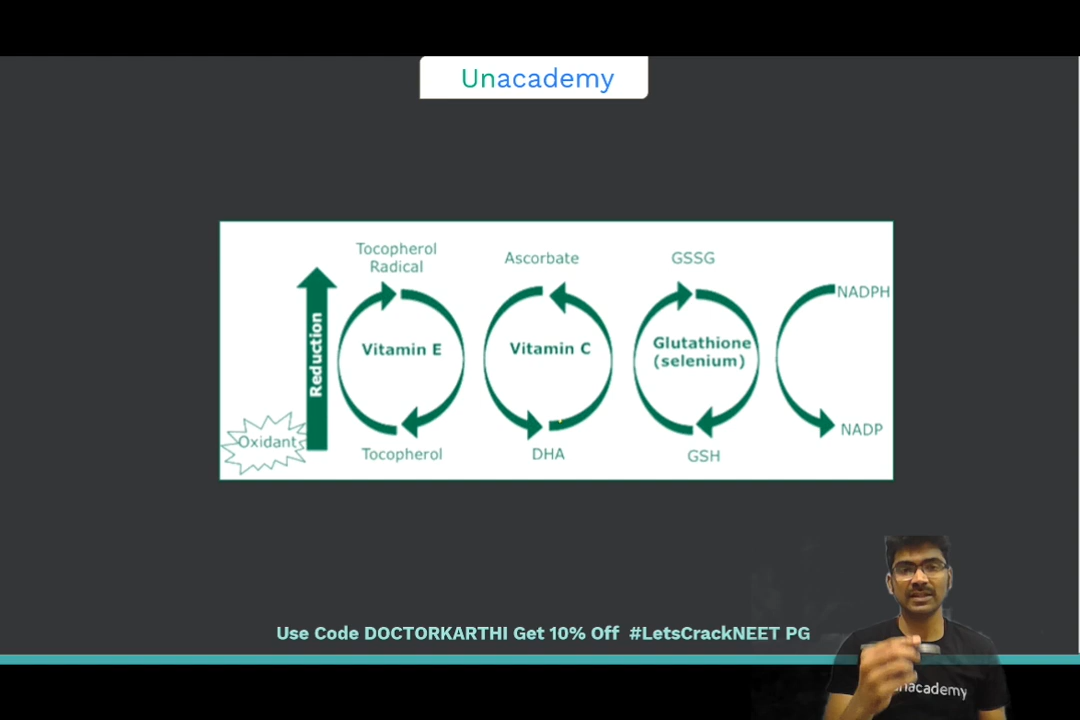 Unacademy
Tocopherol
Radical
Ascorbate
GSSG
NADPH
Reduction
Vitamin E
Vitamin C
Glutathione
(selenium)
Oxidant
Tocopherol
DHA
GSH
NADP
Use Code DOCTORKARTHI Get 10% Off #LetsCrackNEET PG
unacademy